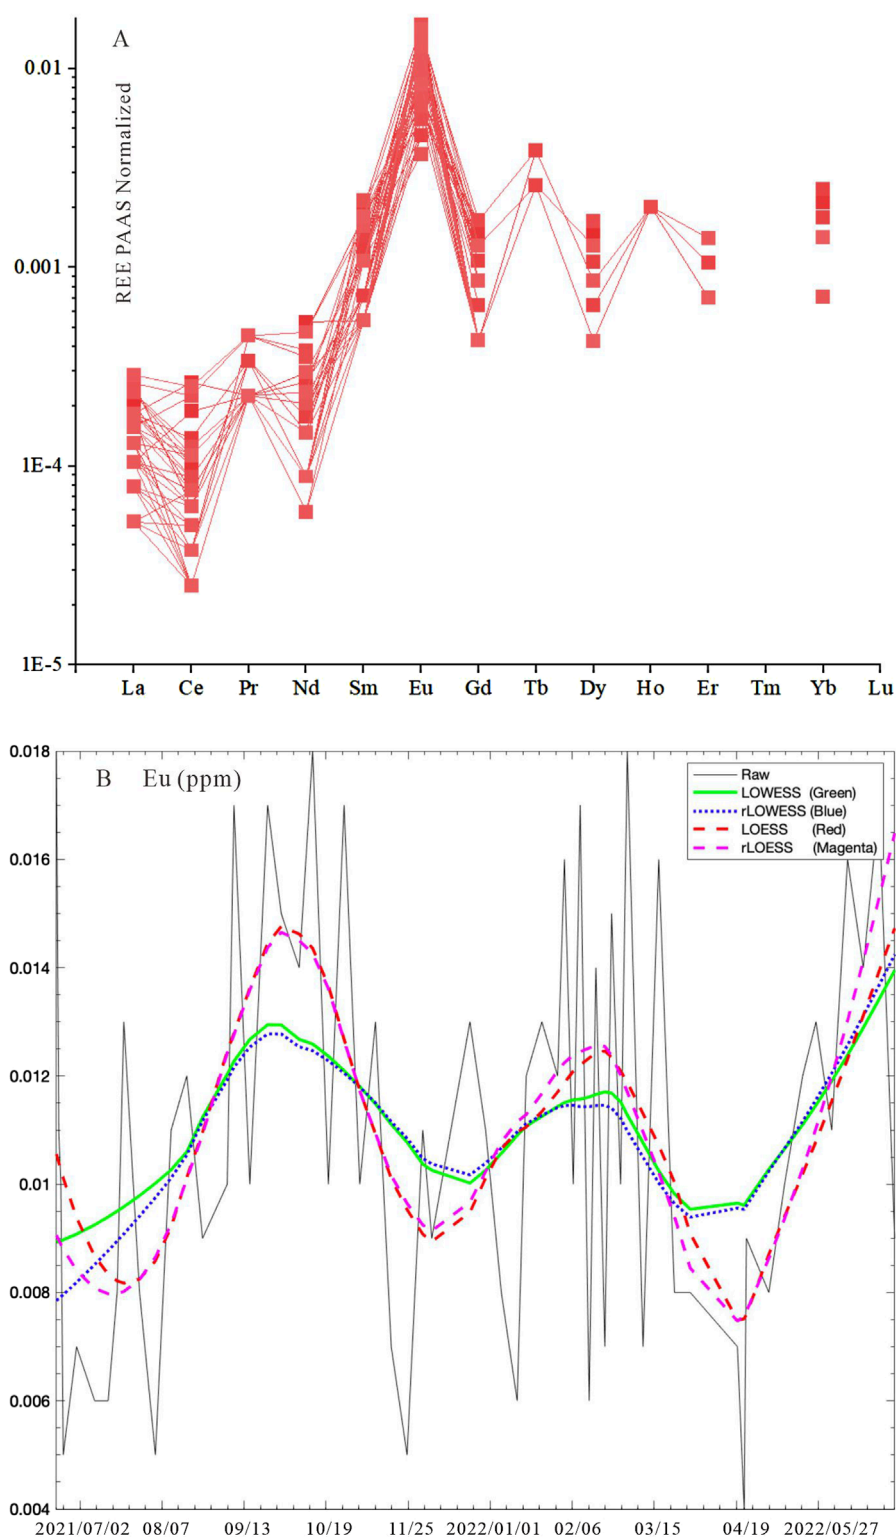 A
REE PAAS Normalized
0.01
0.001
1E-4
1E-5
La Ce Pr Nd Sm Eu Gd Tb Dy Ho Er Tm Yb Lu
B Eu (ppm)
Raw
LOWESS (Green)
rLOWESS (Blue)
LOESS (Red)
rLOESS (Magenta)
0.018
0.016
0.014
0.012
0.01
0.008
0.006
0.004
2021/07/02 08/07 09/13 10/19 11/25 2022/01/01 02/06 03/15 04/19 2022/05/27